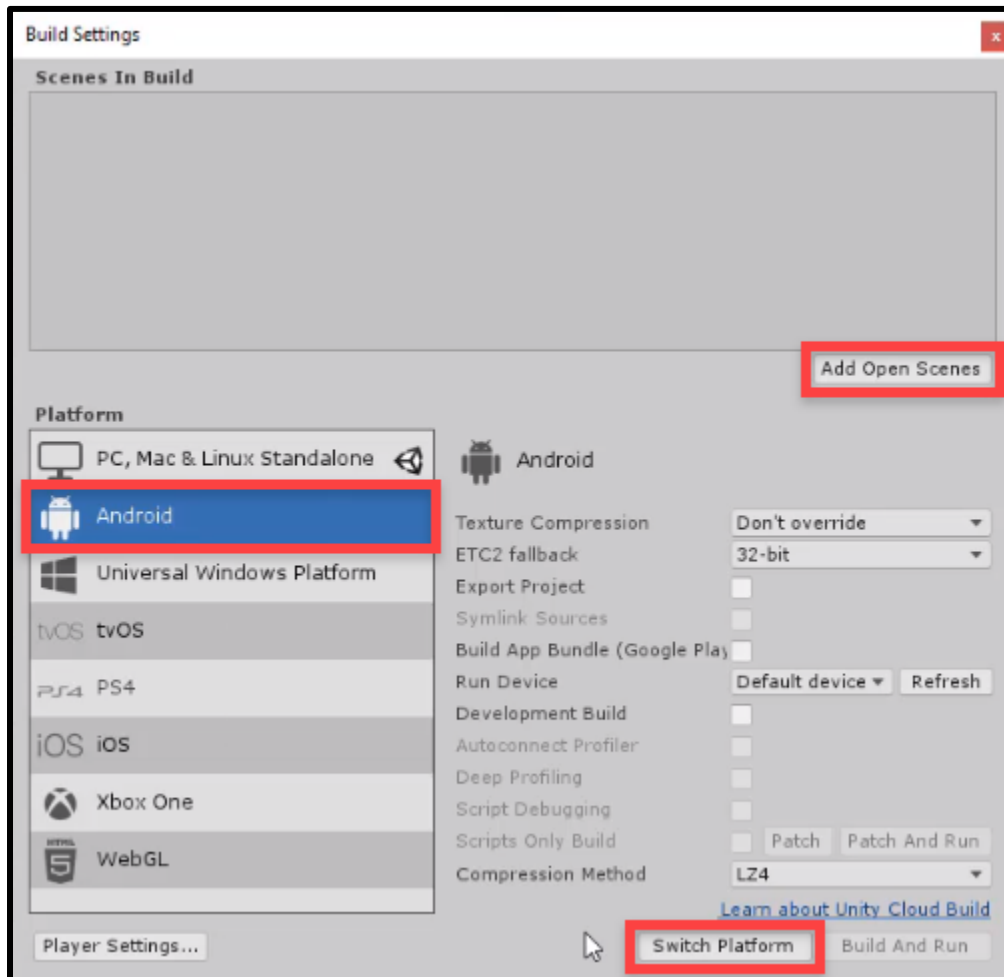 Build Settings
x
Scenes In Build
Add Open Scenes
Platform
PC, Mac & Linux Standalone
Android
Universal Windows Platform
tvOS tvOS
PS4 PS4
iOS iOS
Xbox One
HTML 5 WebGL
Android
Texture Compression Don't override
ETC2 fallback 32-bit
Export Project
Symlink Sources
Build App Bundle (Google Play
Run Device Default device Refresh
Development Build
Autoconnect Profiler
Deep Profiling
Script Debugging
Scripts Only Build Patch Patch And Run
Compression Method LZ4
Learn about Unity Cloud Build
Player Settings... Switch Platform Build And Run